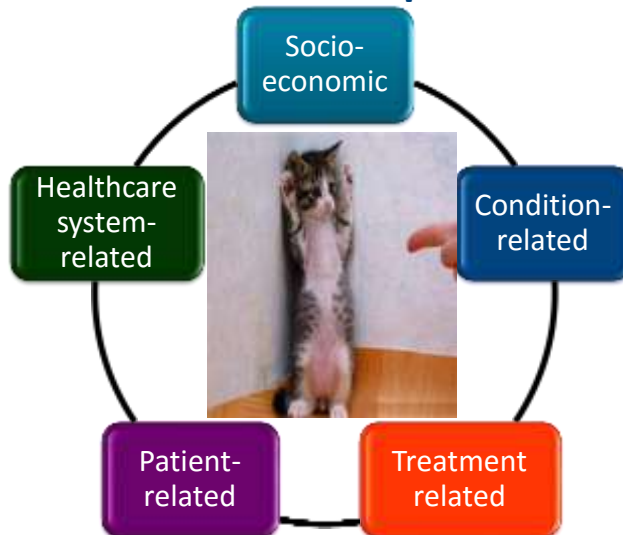 Socio-
economic
Healthcare
system-
related
Condition-
related
Patient-
related
Treatment
related